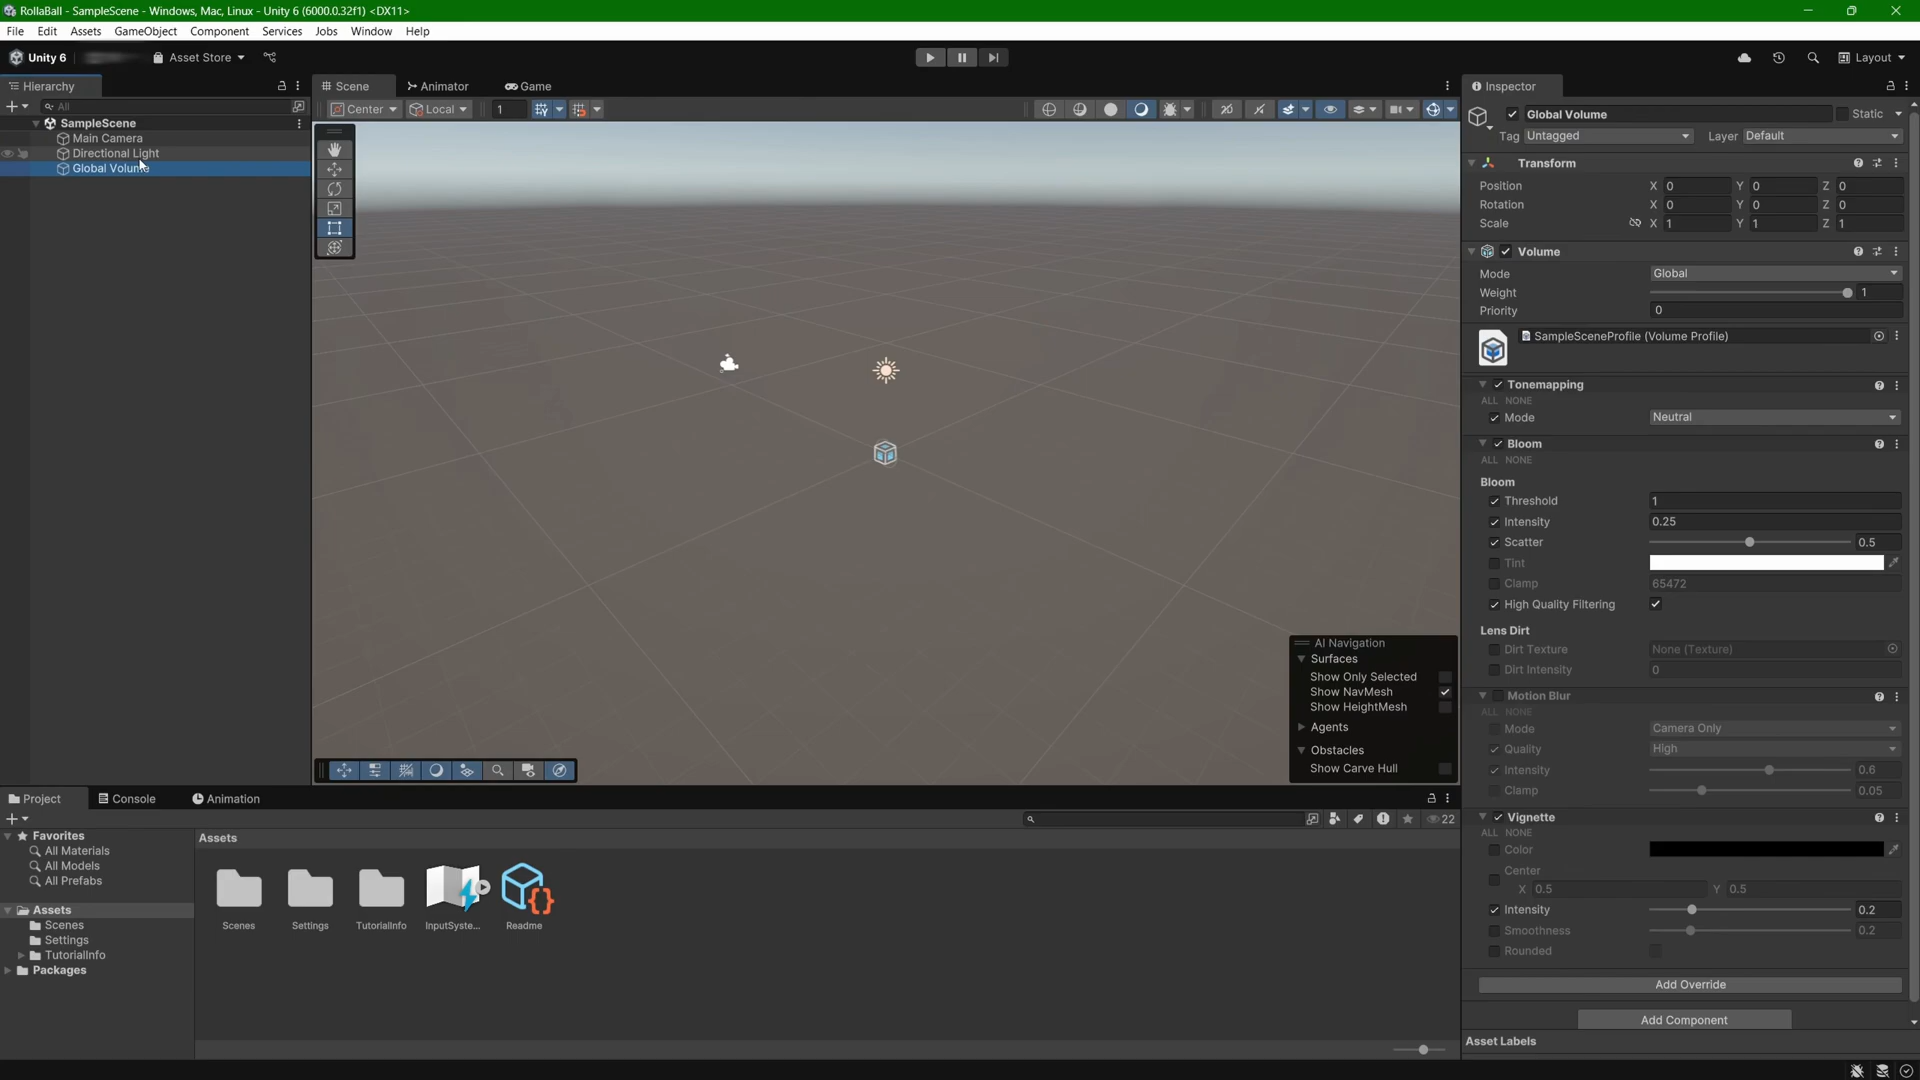 RollaBall - SampleScene - Windows, Mac, Linux - Unity 6 (6000.0.32f1) <DX11>
File Edit Assets GameObject Component Services Jobs Window Help
Unity 6 Asset Store Layout
Hierarchy
All
SampleScene
Main Camera
Directional Light
Global Volume
Scene Animator Game
Center Local 1 2D
AI Navigation
Surfaces
Show Only Selected
Show NavMesh
Show HeightMesh
Agents
Obstacles
Show Carve Hull
Inspector
Global Volume Static
Tag Untagged Layer Default
Transform
Position X 0 Y 0 Z 0
Rotation X 0 Y 0 Z 0
Scale X 1 Y 1 Z 1
Volume
Mode Global
Weight 1
Priority 0
SampleSceneProfile (Volume Profile)
Tonemapping
ALL NONE
Mode Neutral
Bloom
ALL NONE
Bloom
Threshold 1
Intensity 0.25
Scatter 0.5
Tint
Clamp 65472
High Quality Filtering
Lens Dirt
Dirt Texture None (Texture)
Dirt Intensity 0
Motion Blur
ALL NONE
Mode Camera Only
Quality High
Intensity 0.6
Clamp 0.05
Vignette
ALL NONE
Color
Center
X 0.5 Y 0.5
Intensity 0.2
Smoothness 0.2
Rounded
Add Override
Add Component
Asset Labels
Project Console Animation
22
Favorites
All Materials
All Models
All Prefabs
Assets
Scenes
Settings
TutorialInfo
Packages
Assets
Scenes Settings TutorialInfo InputSyste... Readme